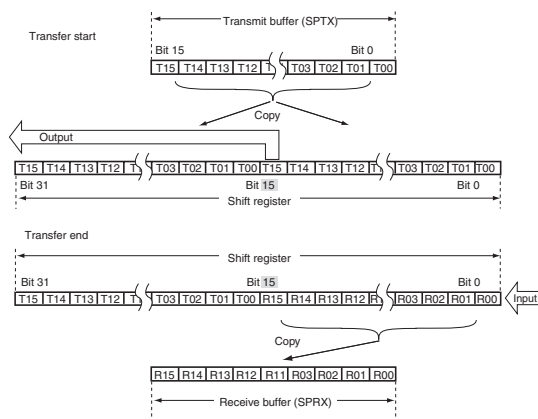 Transmit buffer (SPTX)
Transfer start
Bit 15 Bit 0
T15 T14 T13 T12 T T03 T02 T01 T00
Copy
Output
T15 T14 T13 T12 T T03 T02 T01 T00 T15 T14 T13 T12 T1 T03 T02 T01 T00
Bit 31 Bit 15 Bit 0
Shift register
Transfer end
Shift register
Bit 31 Bit 15 Bit 0
T15 T14 T13 T12 T T03 T02 T01 T00 R15 R14 R13 R12 R R03 R02 R01 R00
Input
Copy
R15 R14 R13 R12 R11 R03 R02 R01 R00
Receive buffer (SPRX)